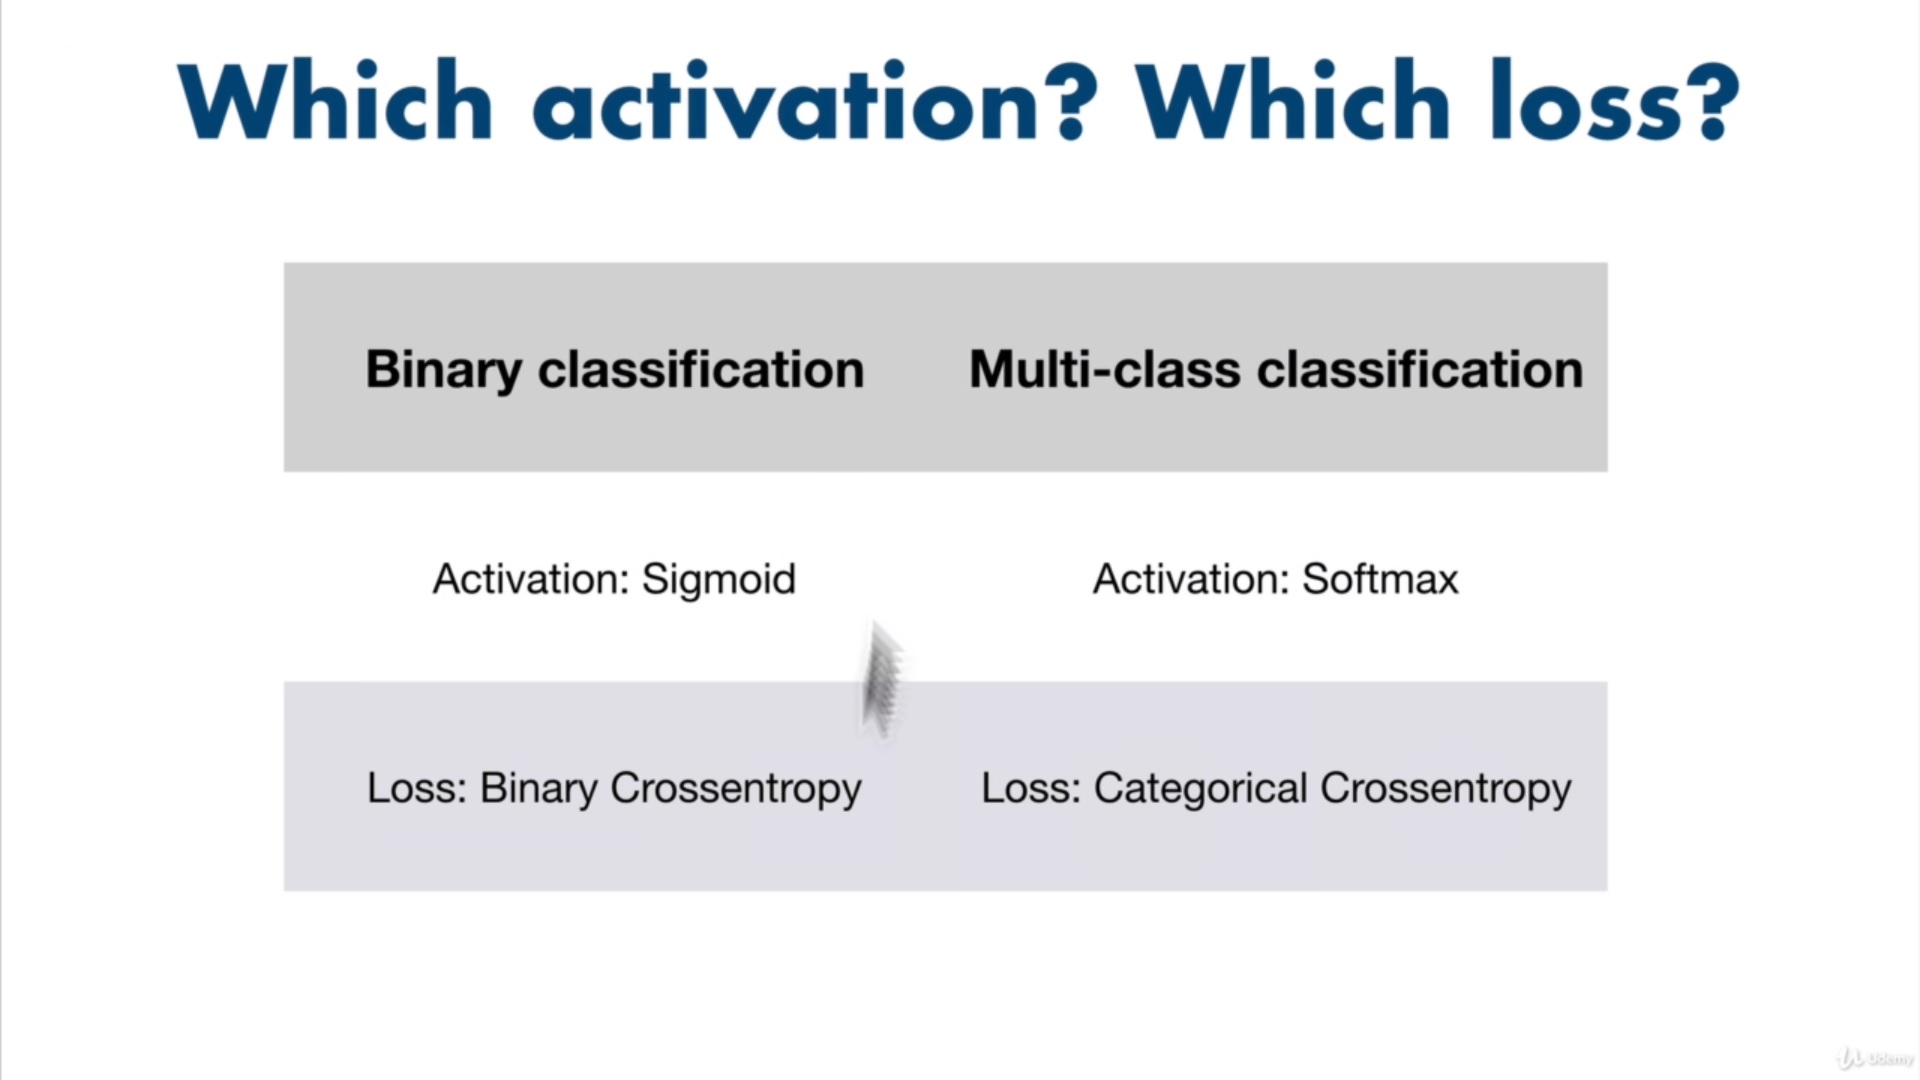 Which activation? Which loss?
Binary classification
Multi-class classification
Activation: Sigmoid
Activation: Softmax
Loss: Binary Crossentropy
Loss: Categorical Crossentropy
Udemy